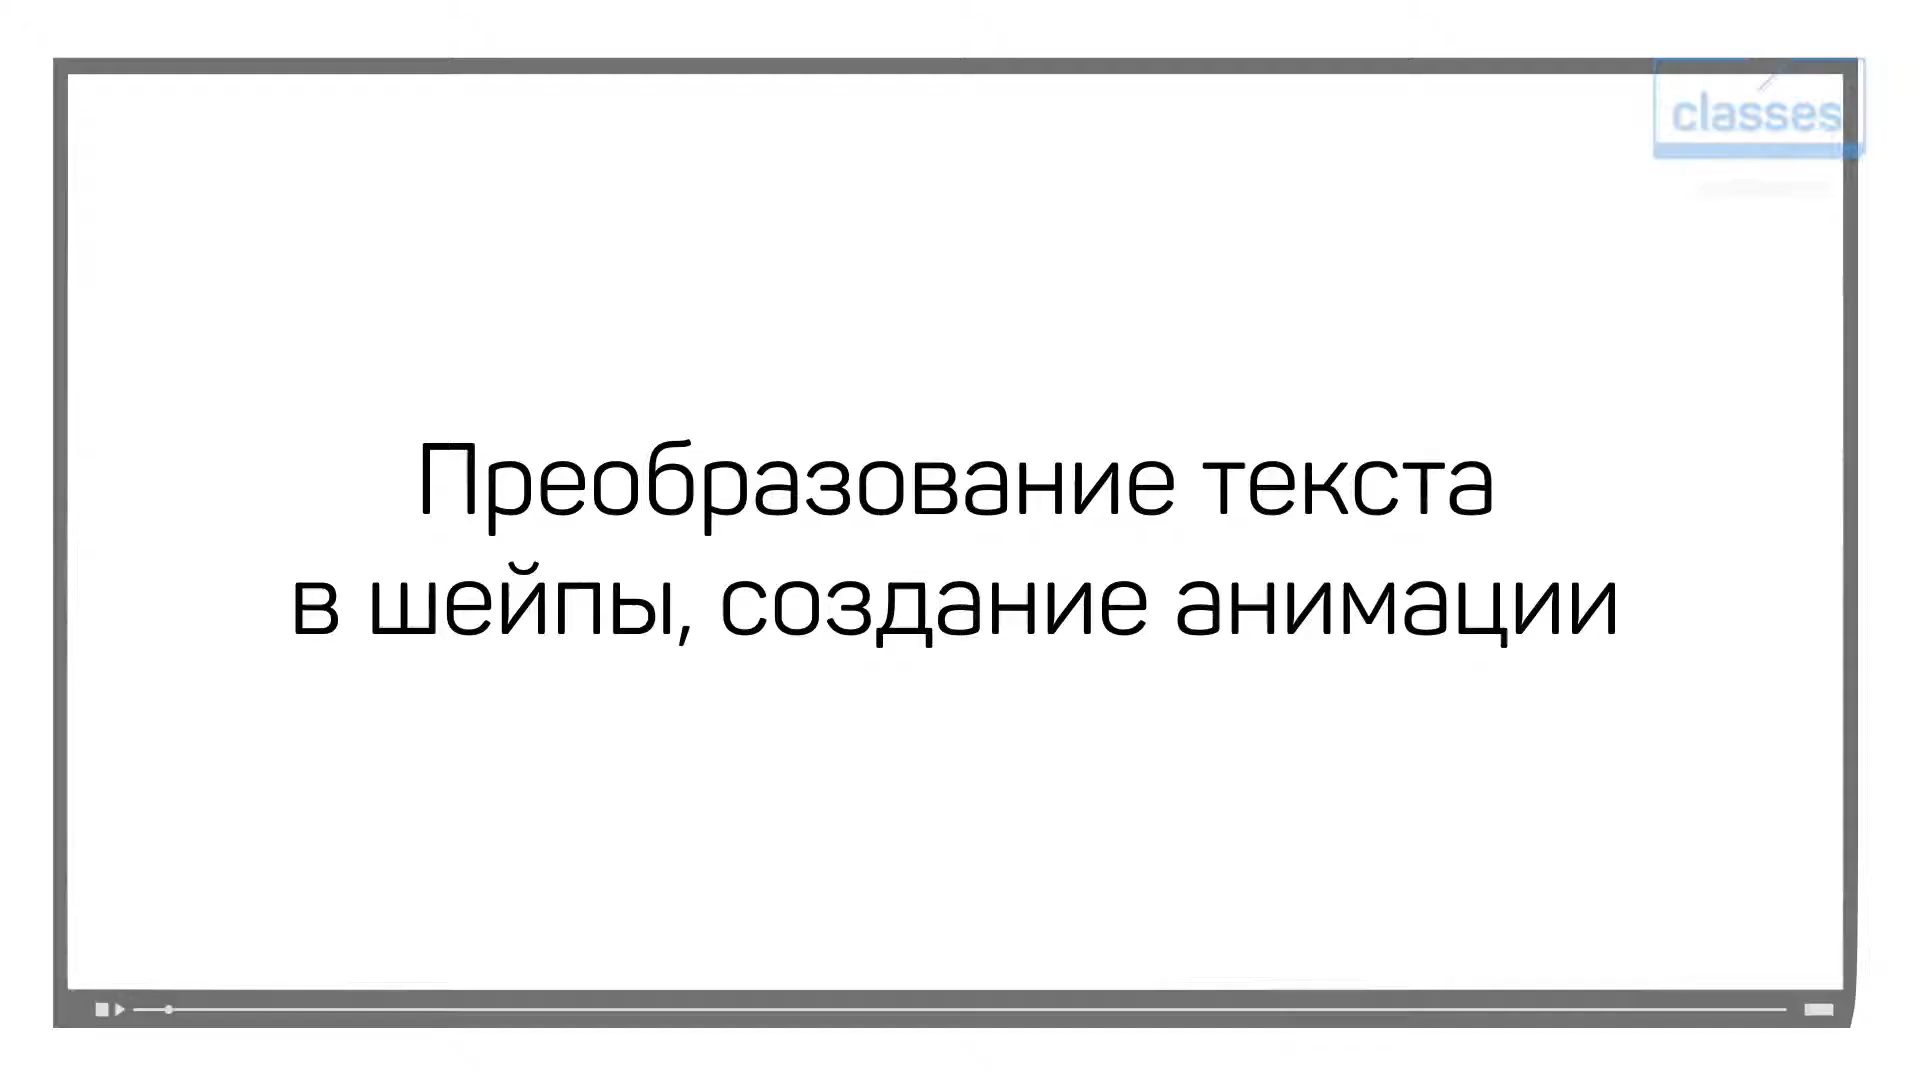 classes
Преобразование текста
в шейпы, создание анимации